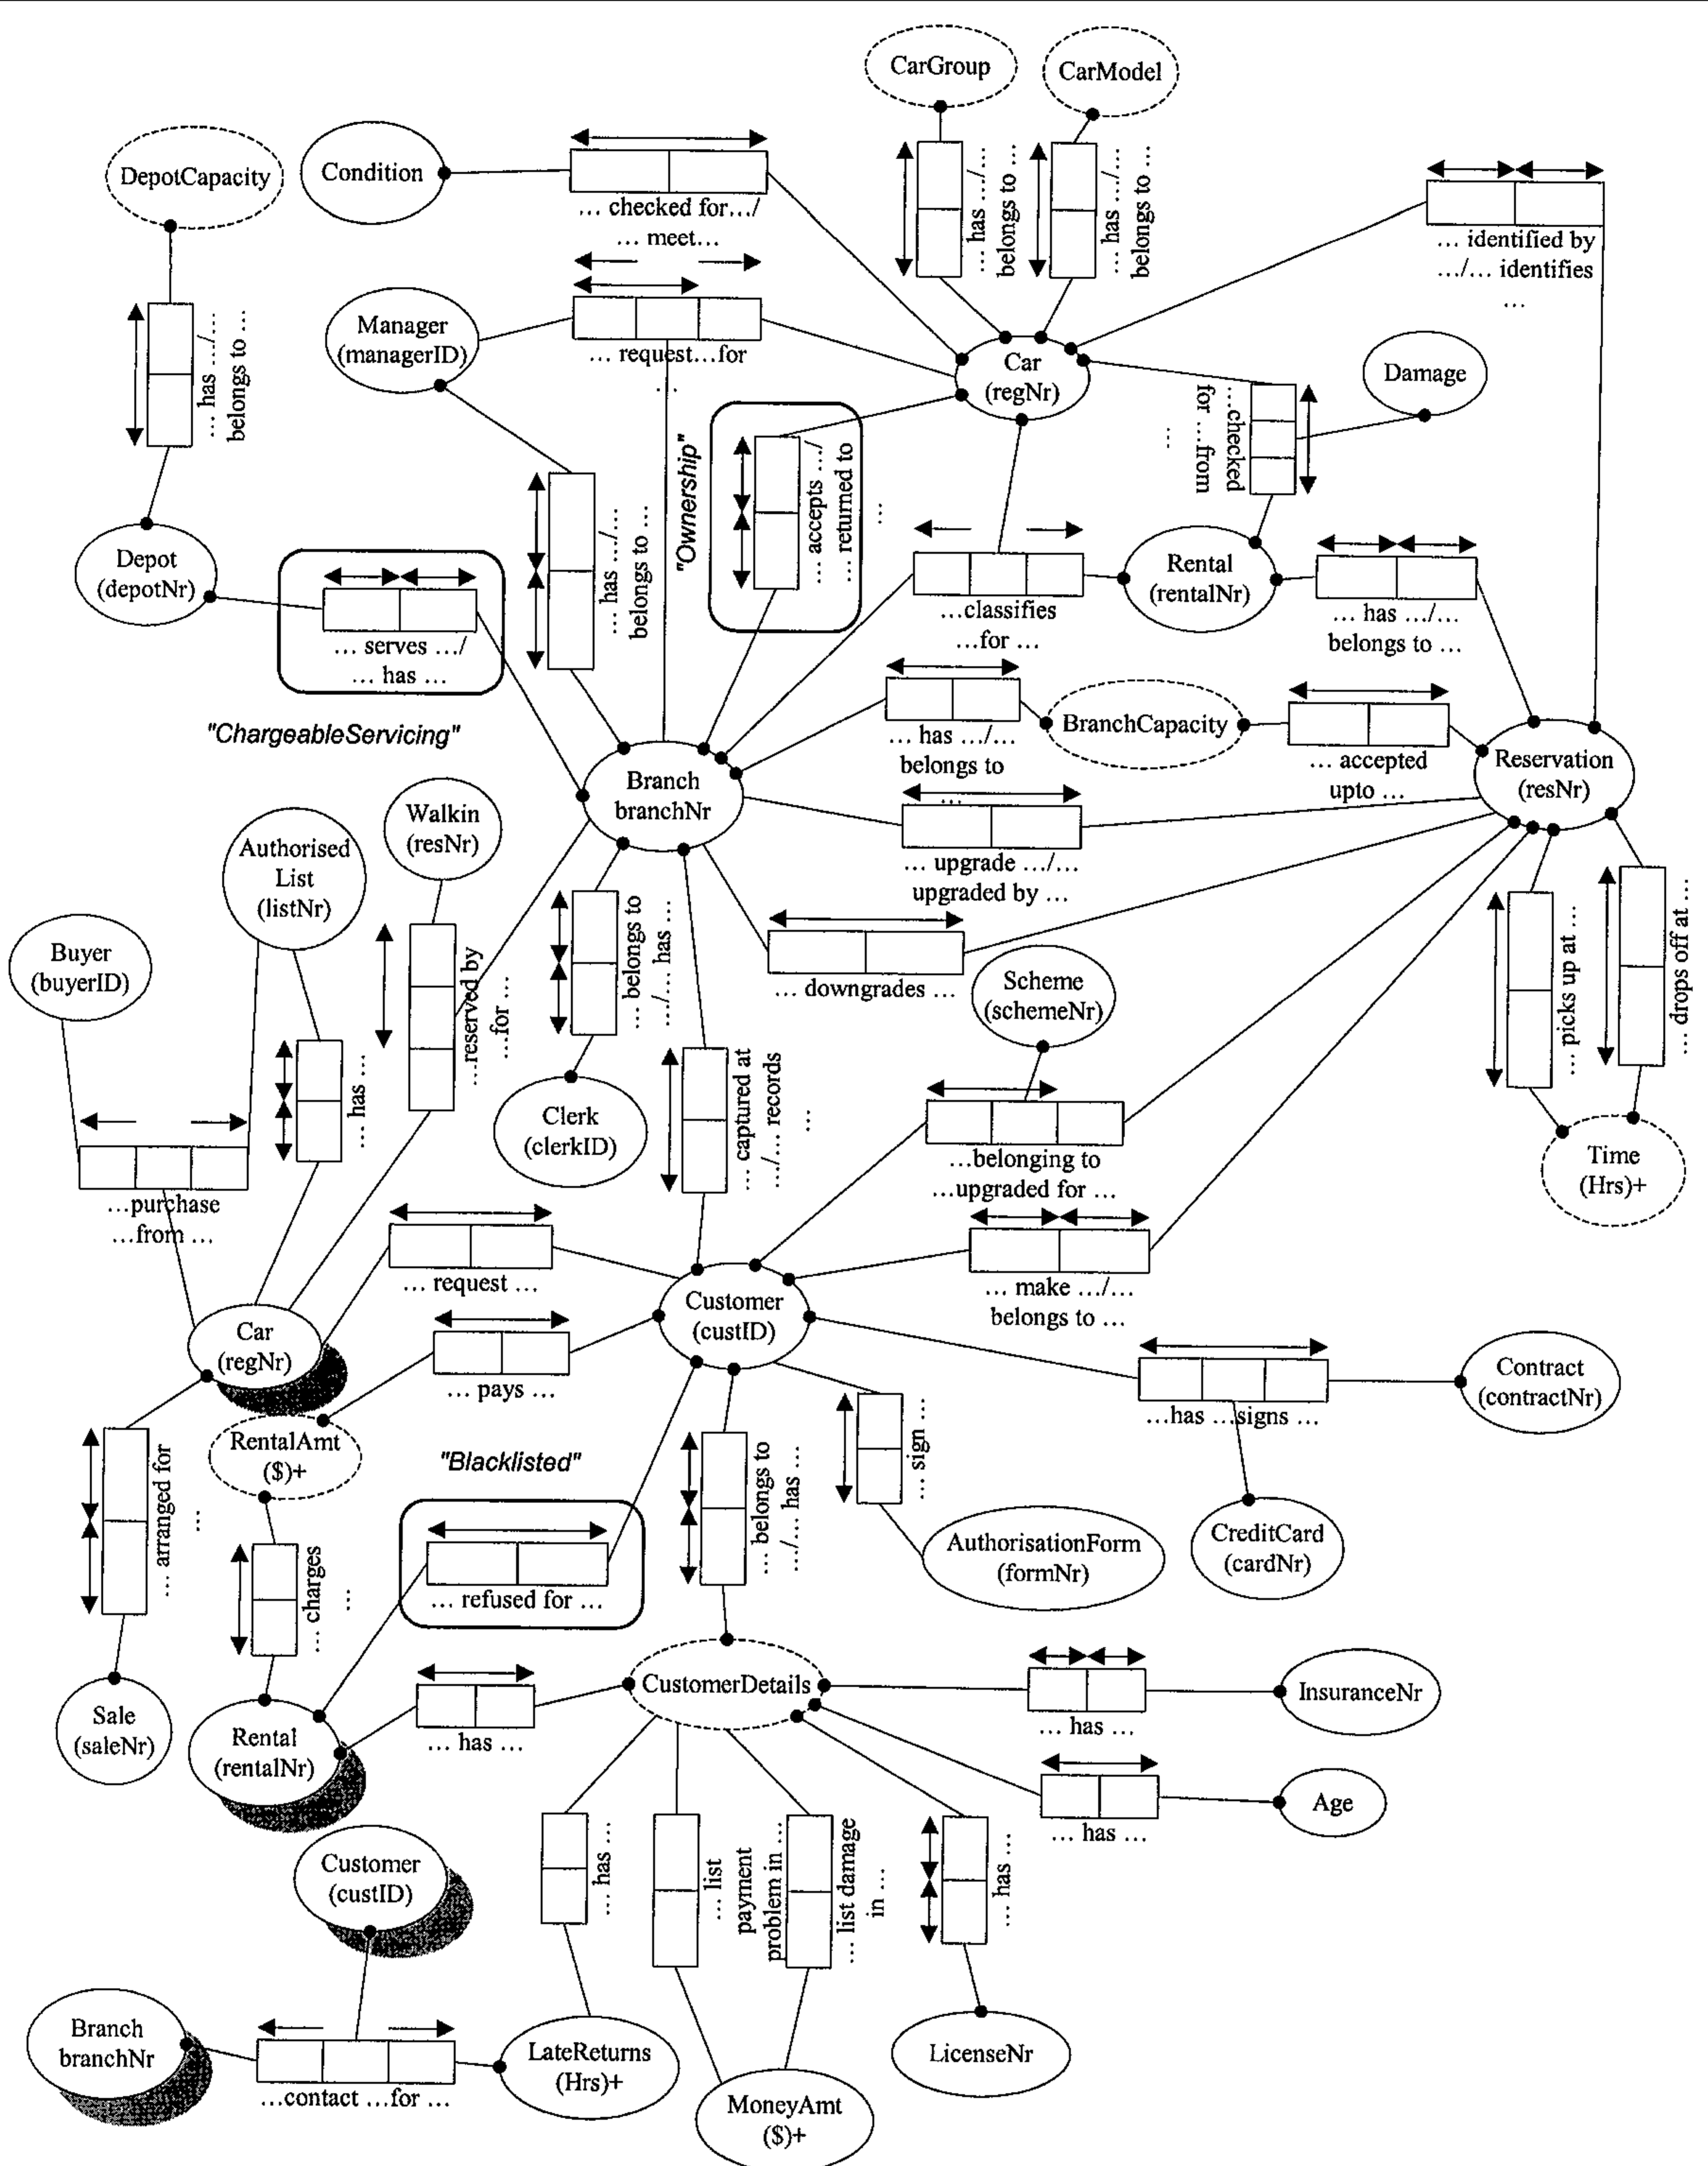 CarGroup
CarModel
DepotCapacity
Condition
... checked for.../
... meet...
... has .../...
belongs to ...
... has .../...
belongs to ...
... identified by
.../... identifies
...
Manager
(managerID)
... request...for
...
Car
(regNr)
Damage
...checked
for ....from
...
... has .../...
belongs to ...
"Ownership"
... accepts .../
... returned to
...
Depot
(depotNr)
... serves .../
... has ...
"ChargeableServicing"
... has .../...
belongs to ...
...classifies
...for ...
Rental
(rentalNr)
... has .../...
belongs to ...
... has .../...
belongs to
...
BranchCapacity
... accepted
upto ...
Reservation
(resNr)
Branch
branchNr
... upgrade .../...
upgraded by ...
... downgrades ...
Walkin
(resNr)
Authorised
List
(listNr)
Buyer
(buyerID)
...reserved by
...for ...
... belongs to
.../... has ...
Scheme
(schemeNr)
... picks up at ...
... drops off at ...
... has ...
Clerk
(clerkID)
... captured at
.../... records
...
...belonging to
...upgraded for ...
Time
(Hrs)+
...purchase
...from ...
... request ...
... make .../...
belongs to ...
Customer
(custID)
Car
(regNr)
... pays ...
...has ...signs ...
Contract
(contractNr)
RentalAmt
($)+
... arranged for
...
"Blacklisted"
... refused for ...
... belongs to
.../... has ...
... sign ...
AuthorisationForm
(formNr)
CreditCard
(cardNr)
... charges
...
Sale
(saleNr)
Rental
(rentalNr)
... has ...
CustomerDetails
... has ...
InsuranceNr
... has ...
Age
Customer
(custID)
... has ...
... list
payment
problem in ...
... list damage
in ...
... has ...
Branch
branchNr
...contact ...for ...
LateReturns
(Hrs)+
MoneyAmt
($)+
LicenseNr